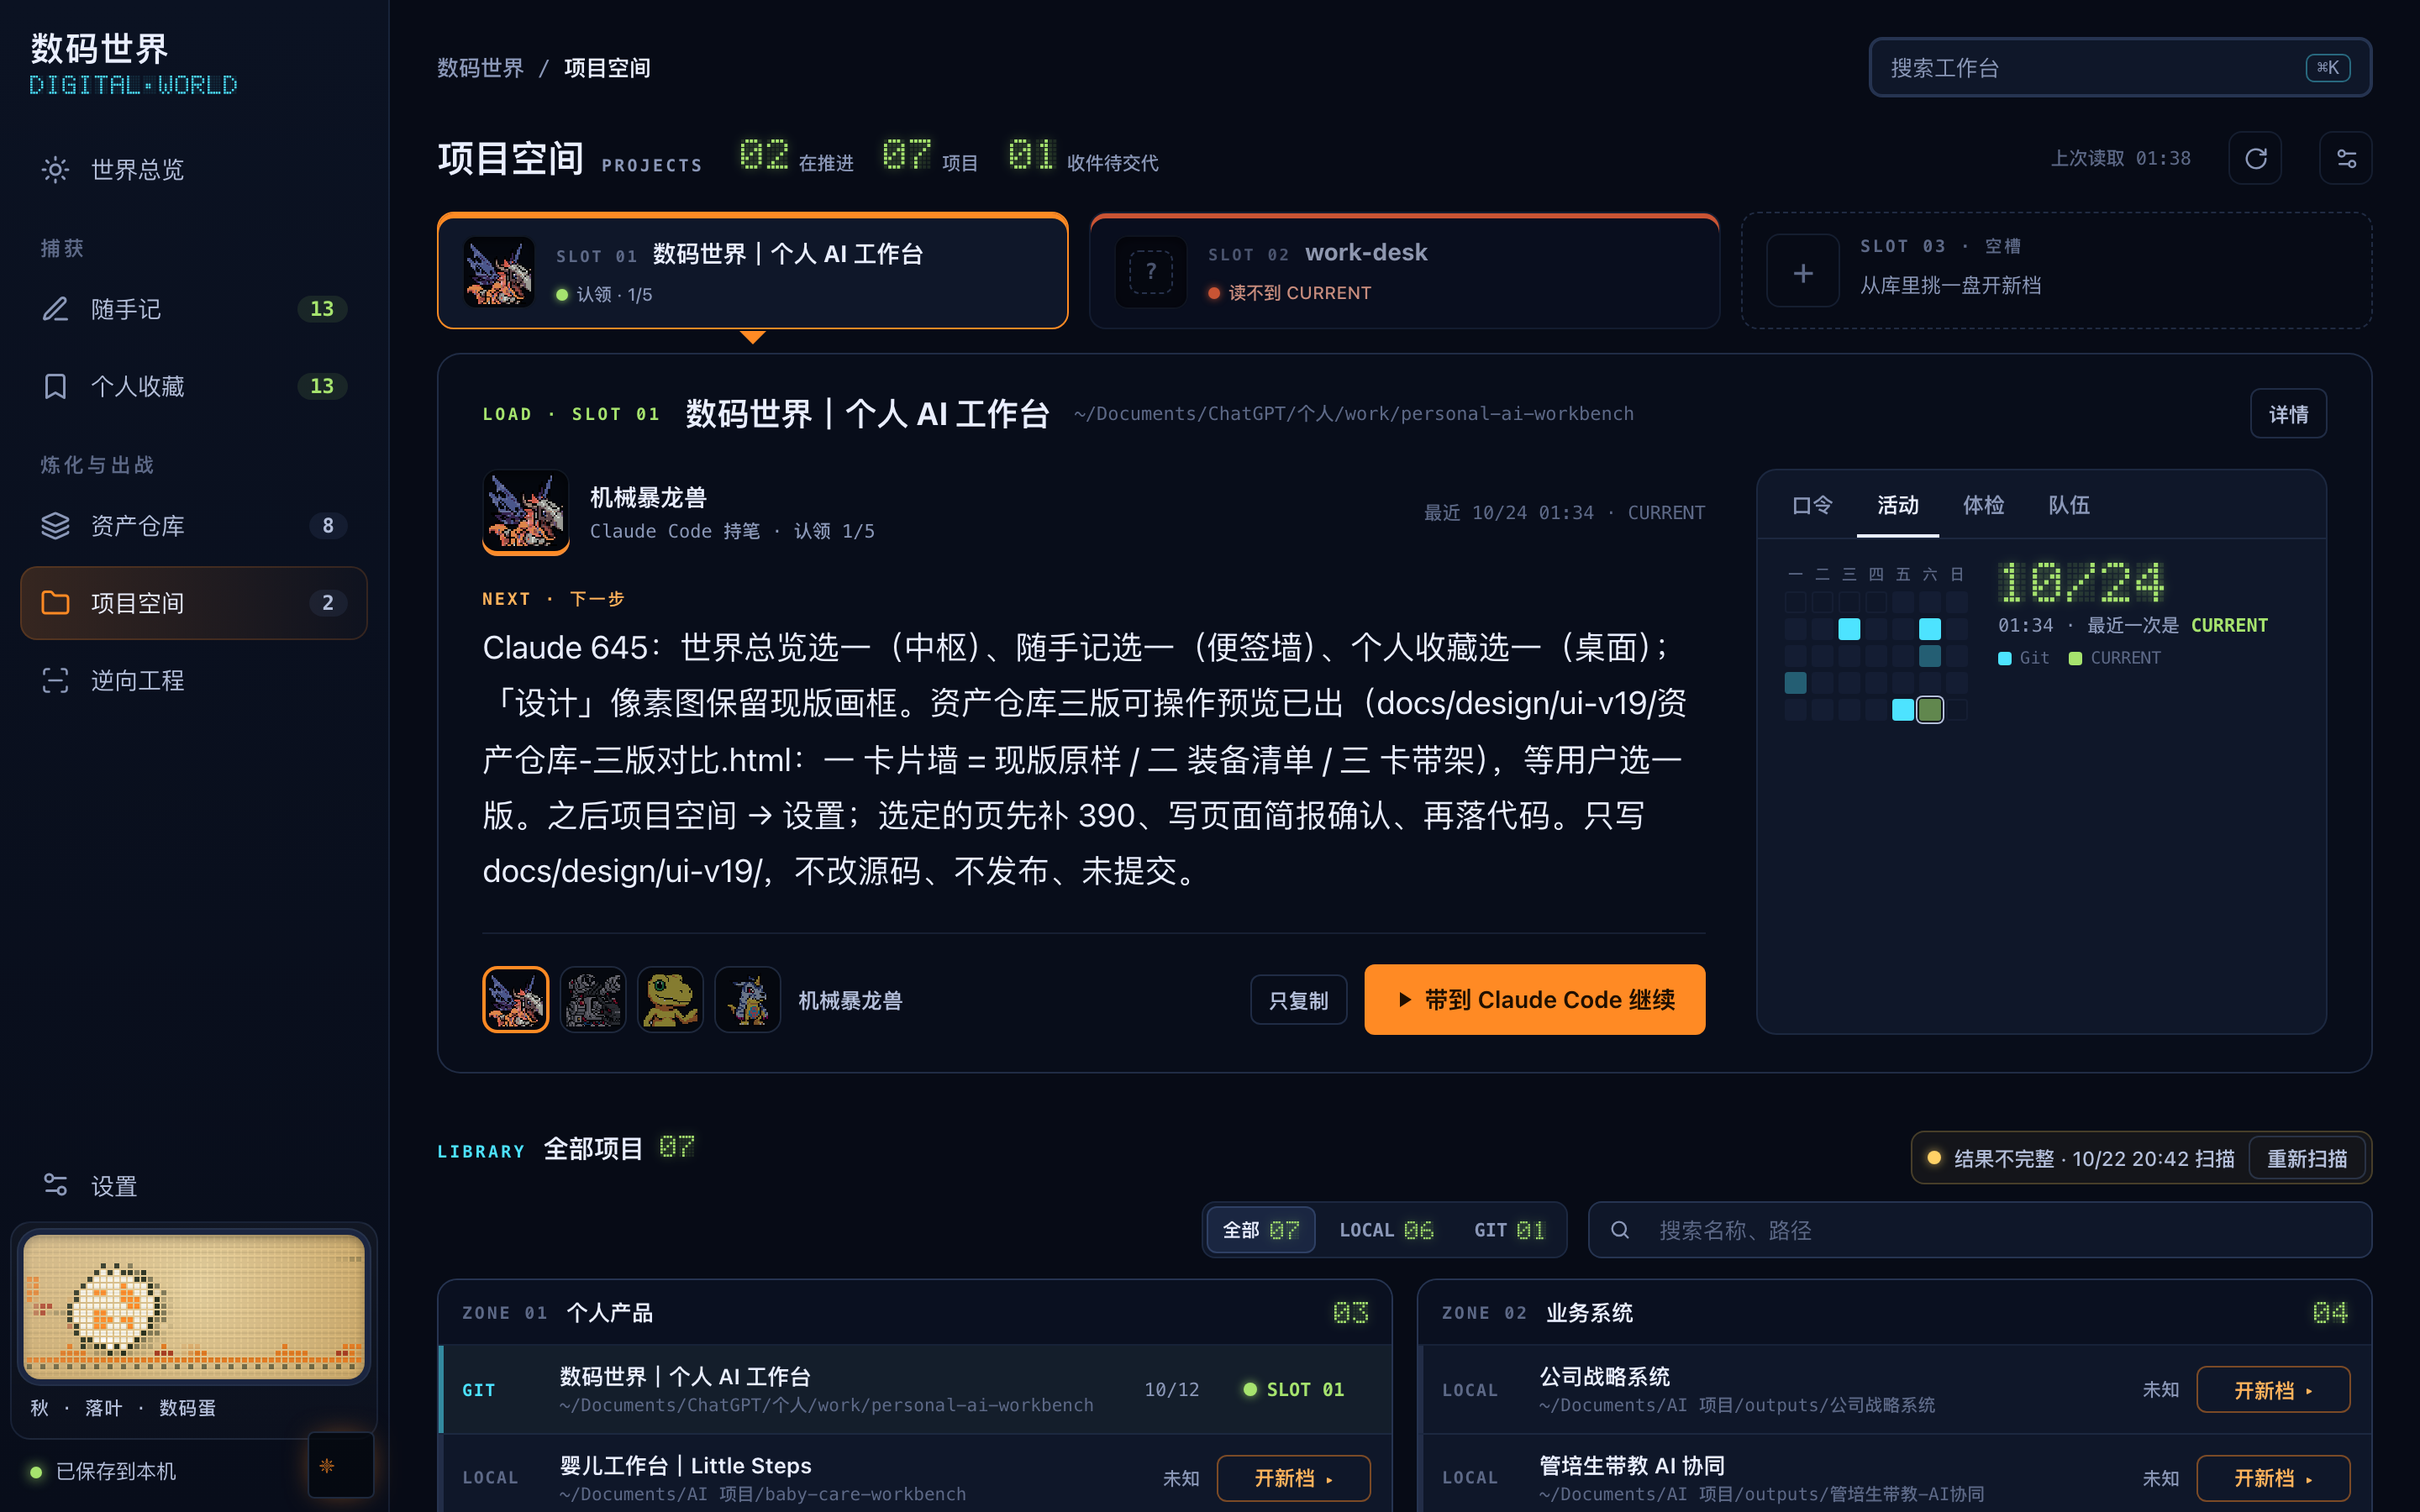 数码世界
DIGITAL·WORLD
世界总览
捕获
随手记 13
个人收藏 13
炼化与出战
资产仓库 8
项目空间 2
逆向工程
设置
秋 · 落叶 · 数码蛋
已保存到本机
数码世界 / 项目空间
搜索工作台 ⌘K
项目空间 PROJECTS 02 在推进 07 项目 01 收件待交代
上次读取 01:38
SLOT 01 数码世界｜个人 AI 工作台
认领 · 1/5
?
SLOT 02 work-desk
读不到 CURRENT
+
SLOT 03 · 空槽
从库里挑一盘开新档
LOAD · SLOT 01 数码世界｜个人 AI 工作台 ~/Documents/ChatGPT/个人/work/personal-ai-workbench
详情
机械暴龙兽
Claude Code 持笔 · 认领 1/5
最近 10/24 01:34 · CURRENT
NEXT · 下一步
Claude 645：世界总览选一（中枢）、随手记选一（便签墙）、个人收藏选一（桌面）；
「设计」像素图保留现版画框。资产仓库三版可操作预览已出（docs/design/ui-v19/资
产仓库-三版对比.html：一 卡片墙 = 现版原样 / 二 装备清单 / 三 卡带架），等用户选一
版。之后项目空间 → 设置；选定的页先补 390、写页面简报确认、再落代码。只写
docs/design/ui-v19/，不改源码、不发布、未提交。
机械暴龙兽
只复制
▶ 带到 Claude Code 继续
口令 活动 体检 队伍
一 二 三 四 五 六 日
10/24
01:34 · 最近一次是 CURRENT
Git CURRENT
LIBRARY 全部项目 07
结果不完整 · 10/22 20:42 扫描 重新扫描
全部 07 LOCAL 06 GIT 01
搜索名称、路径
ZONE 01 个人产品 03
GIT 数码世界｜个人 AI 工作台 10/12 SLOT 01
~/Documents/ChatGPT/个人/work/personal-ai-workbench
LOCAL 婴儿工作台｜Little Steps 未知 开新档 ▸
~/Documents/AI 项目/baby-care-workbench
ZONE 02 业务系统 04
LOCAL 公司战略系统 未知 开新档 ▸
~/Documents/AI 项目/outputs/公司战略系统
LOCAL 管培生带教 AI 协同 未知 开新档 ▸
~/Documents/AI 项目/outputs/管培生带教-AI协同